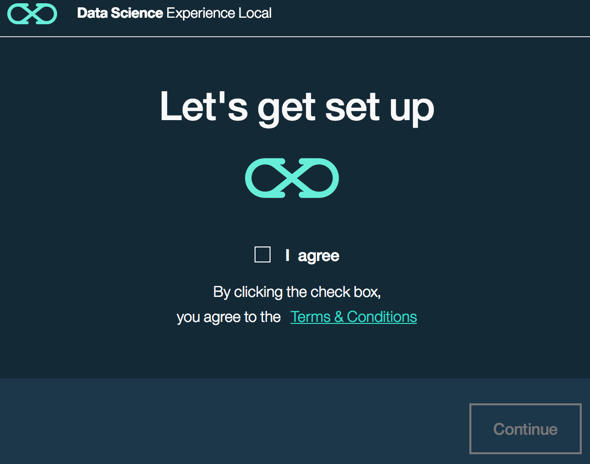 Data Science Experience Local
Let's get set up
I agree
By clicking the check box,
you agree to the Terms & Conditions
Continue